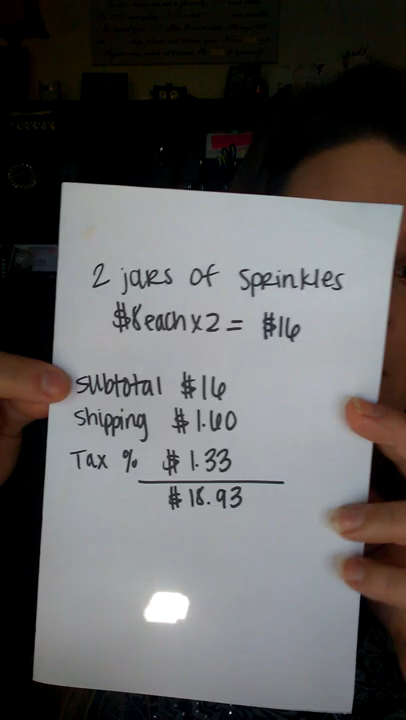 2 jars of sprinkles
$8 each x 2 = $16
subtotal $16
shipping $1.60
Tax % $1.33
$18.93